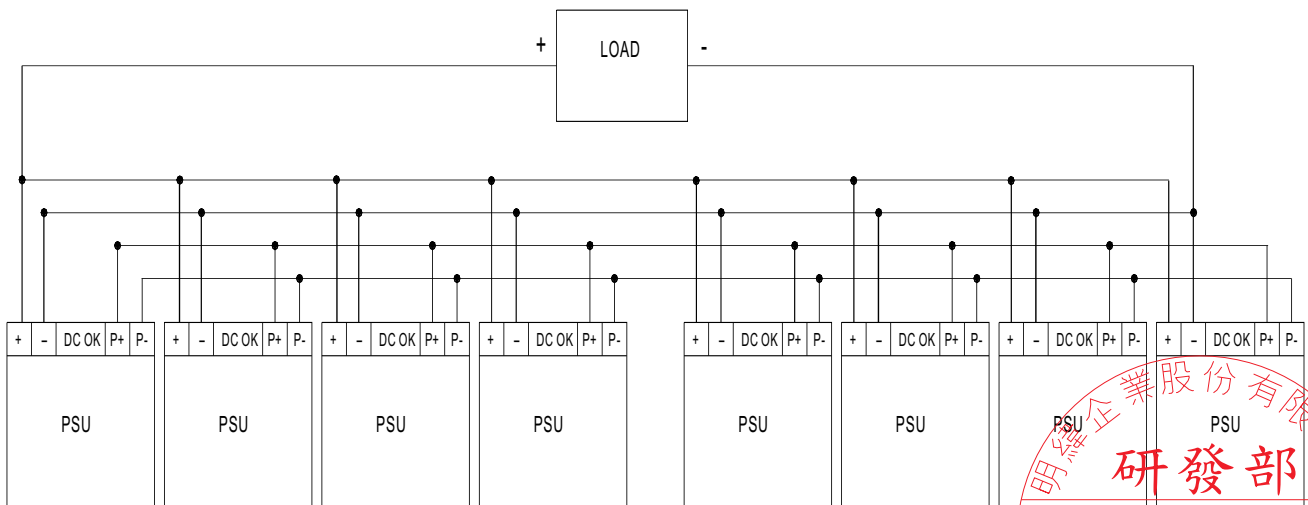 + LOAD -
+ – DC OK P+ P- + – DC OK P+ P- + – DC OK P+ P- + – DC OK P+ P- + – DC OK P+ P- + – DC OK P+ P- + – DC OK P+ P- + – DC OK P+ P-
PSU PSU PSU PSU PSU PSU PSU PSU
明緯企業股份有限
研發部